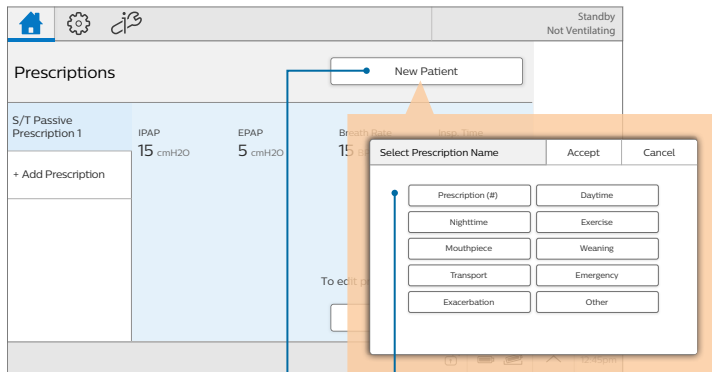 Standby
Not Ventilating
Prescriptions
New Patient
S/T Passive
Prescription 1
IPAP
EPAP
Breath Rate
Insp. Time
15 cmH2O
5 cmH2O
15
+ Add Prescription
Select Prescription Name
Accept
Cancel
Prescription (#)
Daytime
Nighttime
Exercise
Mouthpiece
Weaning
Transport
Emergency
Exacerbation
Other
To edit
12:45pm